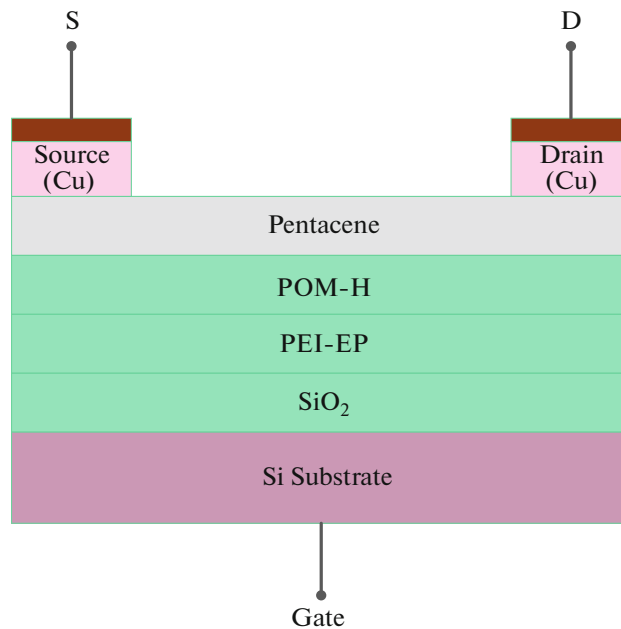 S
D
Source
(Cu)
Drain
(Cu)
Pentacene
POM-H
PEI-EP
SiO₂
Si Substrate
Gate